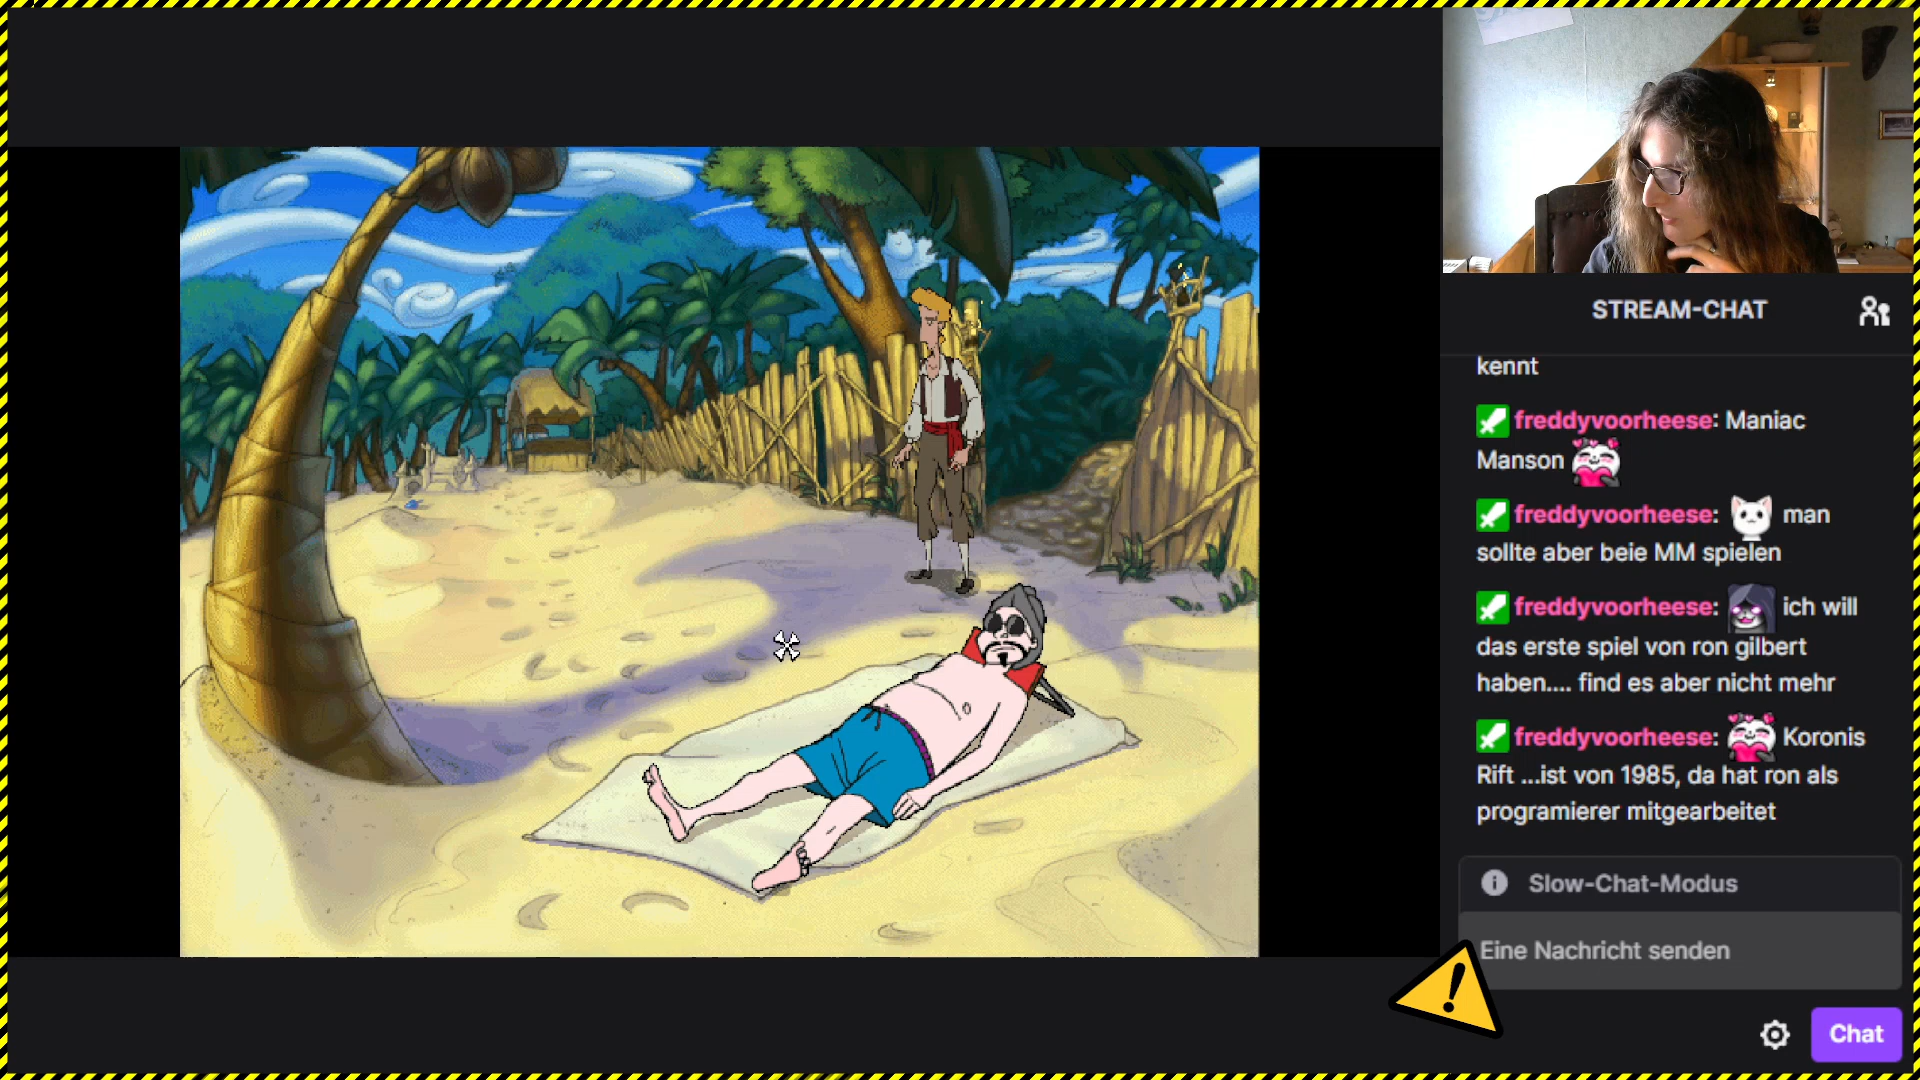 STREAM-CHAT
kennt
freddyvoorheese: Maniac
Manson
freddyvoorheese: man
sollte aber beie MM spielen
freddyvoorheese: ich will
das erste spiel von ron gilbert
haben.... find es aber nicht mehr
freddyvoorheese: Koronis
Rift ...ist von 1985, da hat ron als
programierer mitgearbeitet
Slow-Chat-Modus
Eine Nachricht senden
Chat